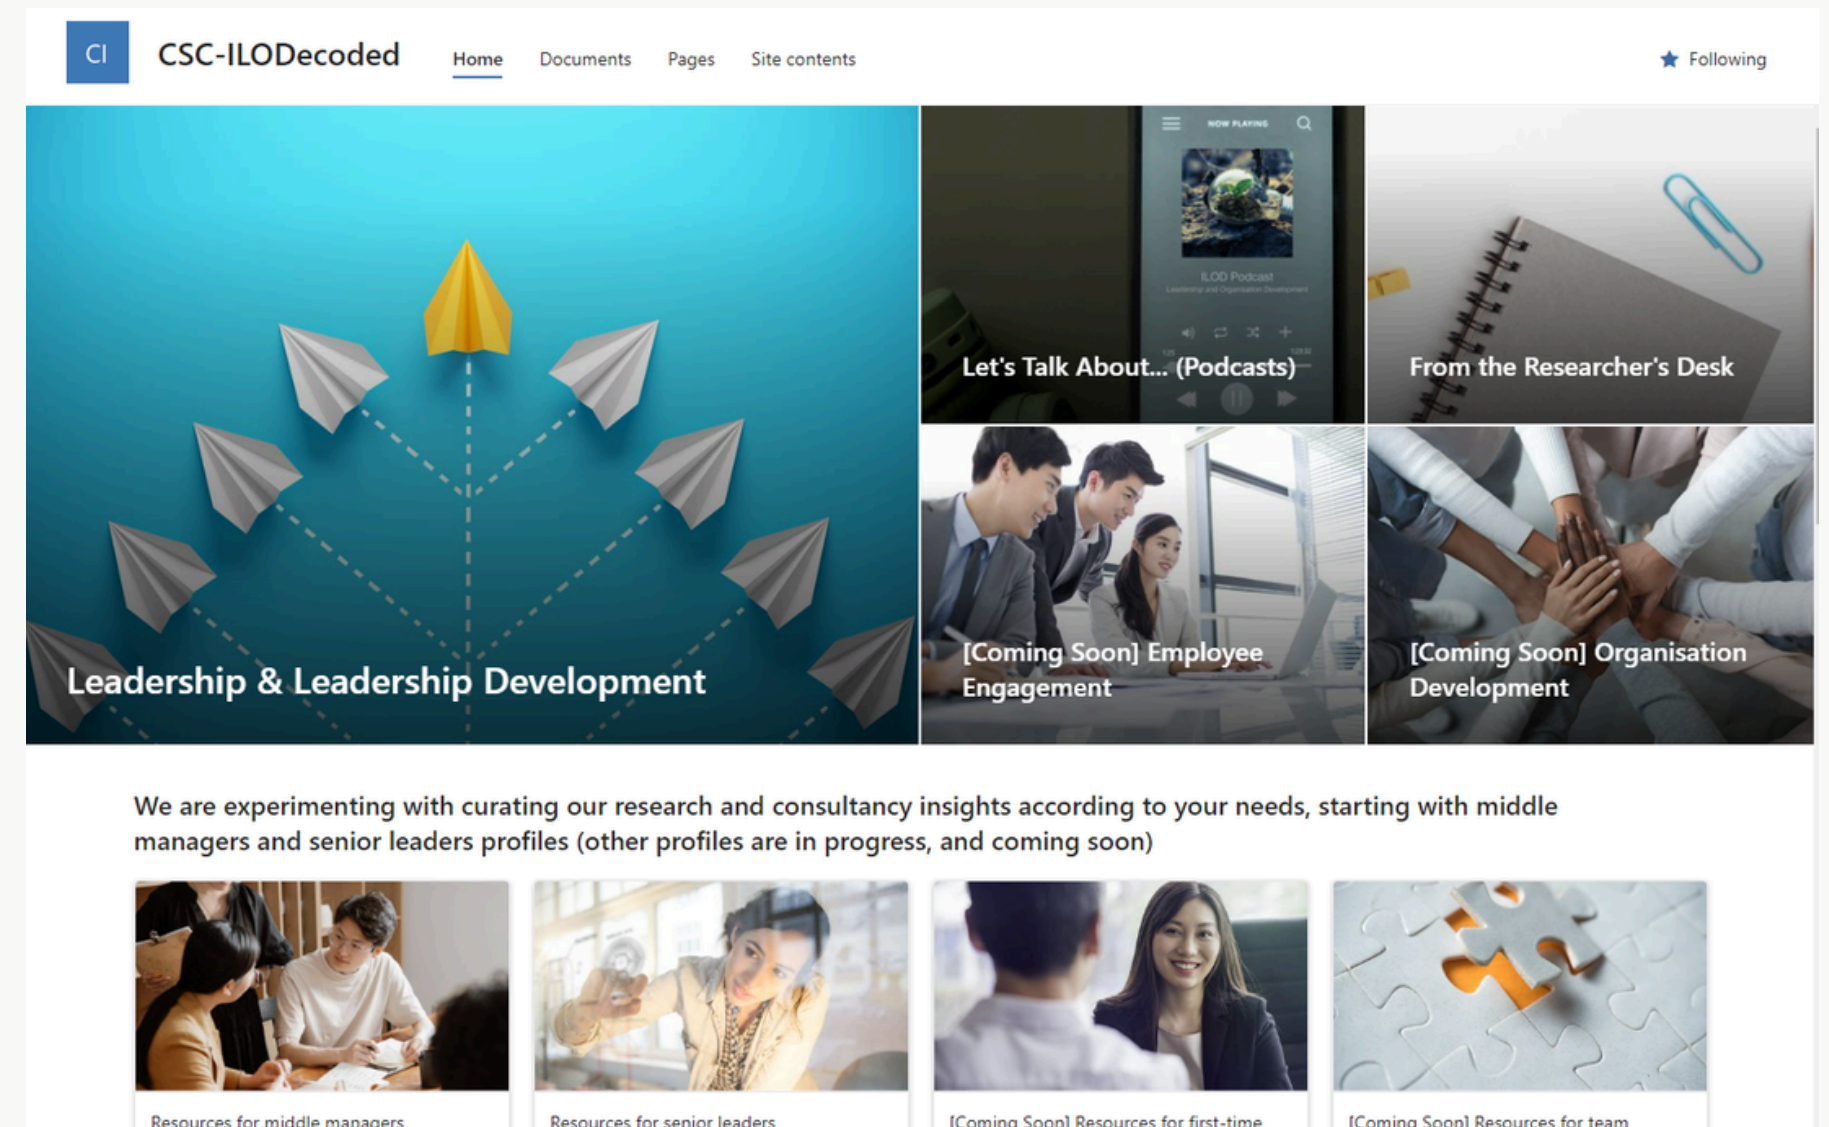 CI
CSC-ILODecoded
Home
Documents
Pages
Site contents
Following
Leadership & Leadership Development
NOW PLAYING
ILOD Podcast
Leadership and Organisation Development
Let's Talk About... (Podcasts)
From the Researcher's Desk
[Coming Soon] Employee
Engagement
[Coming Soon] Organisation
Development
We are experimenting with curating our research and consultancy insights according to your needs, starting with middle
managers and senior leaders profiles (other profiles are in progress, and coming soon)
Resources for middle managers
Resources for senior leaders
[Coming Soon] Resources for first-time
[Coming Soon] Resources for team